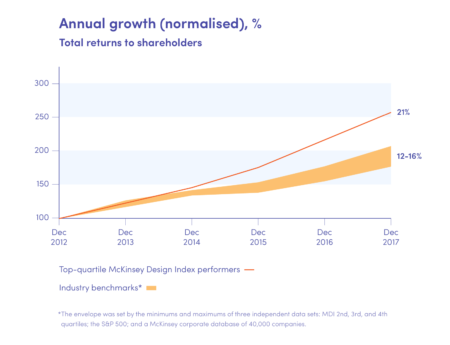 Annual growth (normalised), %
Total returns to shareholders
300
250
200
150
100
21%
12-16%
Dec Dec Dec Dec Dec Dec
2012 2013 2014 2015 2016 2017
Top-quartile McKinsey Design Index performers
Industry benchmarks*
*The envelope was set by the minimums and maximums of three independent data sets: MDI 2nd, 3rd, and 4th
quartiles; the S&P 500; and a McKinsey corporate database of 40,000 companies.